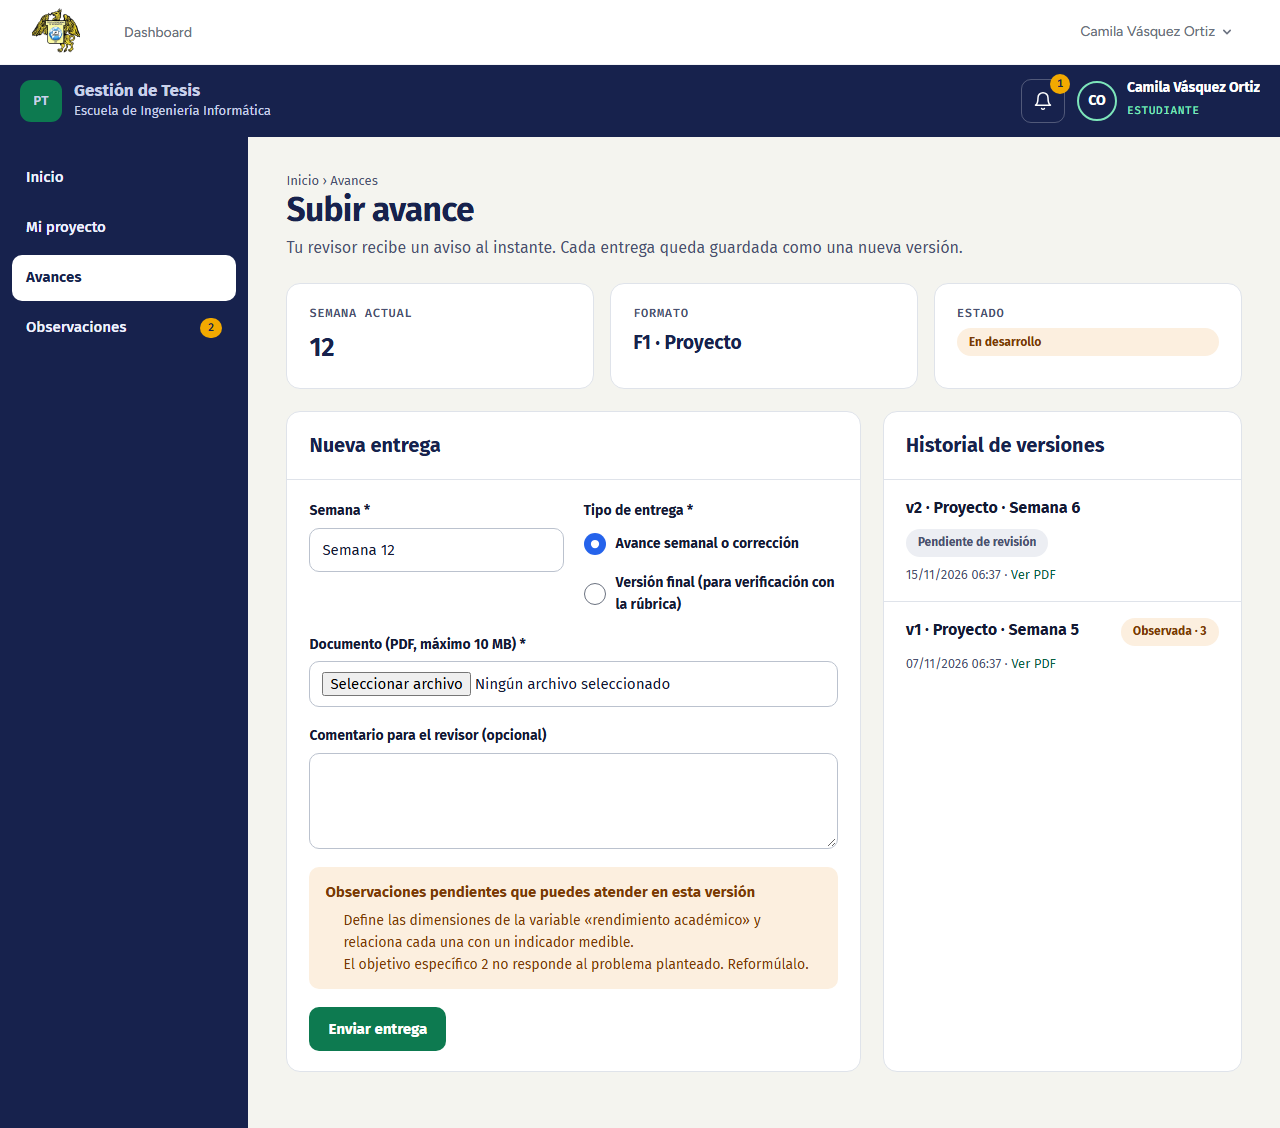 Dashboard
Camila Vásquez Ortiz
PT
Gestión de Tesis
Escuela de Ingeniería Informática
1
CO
Camila Vásquez Ortiz
ESTUDIANTE
Inicio
Mi proyecto
Avances
Observaciones
2
Inicio › Avances
Subir avance
Tu revisor recibe un aviso al instante. Cada entrega queda guardada como una nueva versión.
SEMANA ACTUAL
12
FORMATO
F1 · Proyecto
ESTADO
En desarrollo
Nueva entrega
Semana *
Semana 12
Tipo de entrega *
Avance semanal o corrección
Versión final (para verificación con
la rúbrica)
Documento (PDF, máximo 10 MB) *
Seleccionar archivo Ningún archivo seleccionado
Comentario para el revisor (opcional)
Observaciones pendientes que puedes atender en esta versión
Define las dimensiones de la variable «rendimiento académico» y
relaciona cada una con un indicador medible.
El objetivo específico 2 no responde al problema planteado. Reformúlalo.
Enviar entrega
Historial de versiones
v2 · Proyecto · Semana 6
Pendiente de revisión
15/11/2026 06:37 · Ver PDF
v1 · Proyecto · Semana 5
Observada · 3
07/11/2026 06:37 · Ver PDF